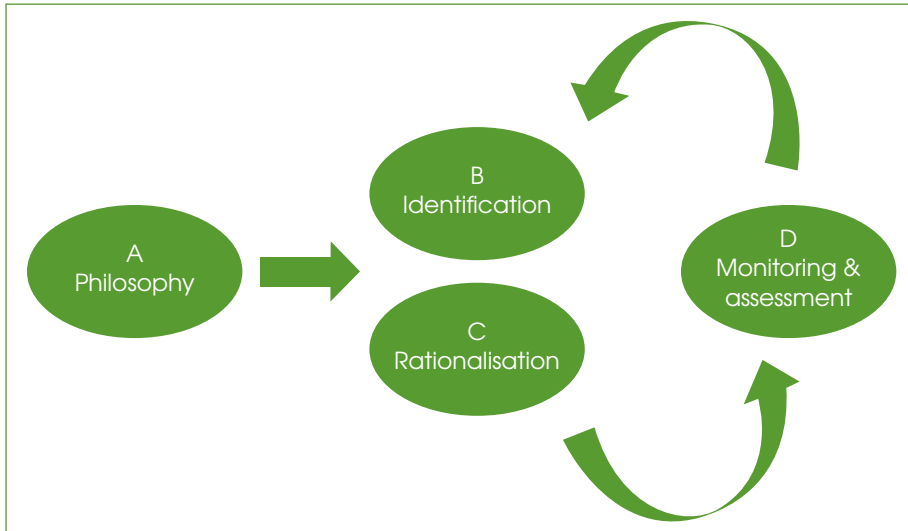 A
Philosophy
B
Identification
C
Rationalisation
D
Monitoring &
assessment